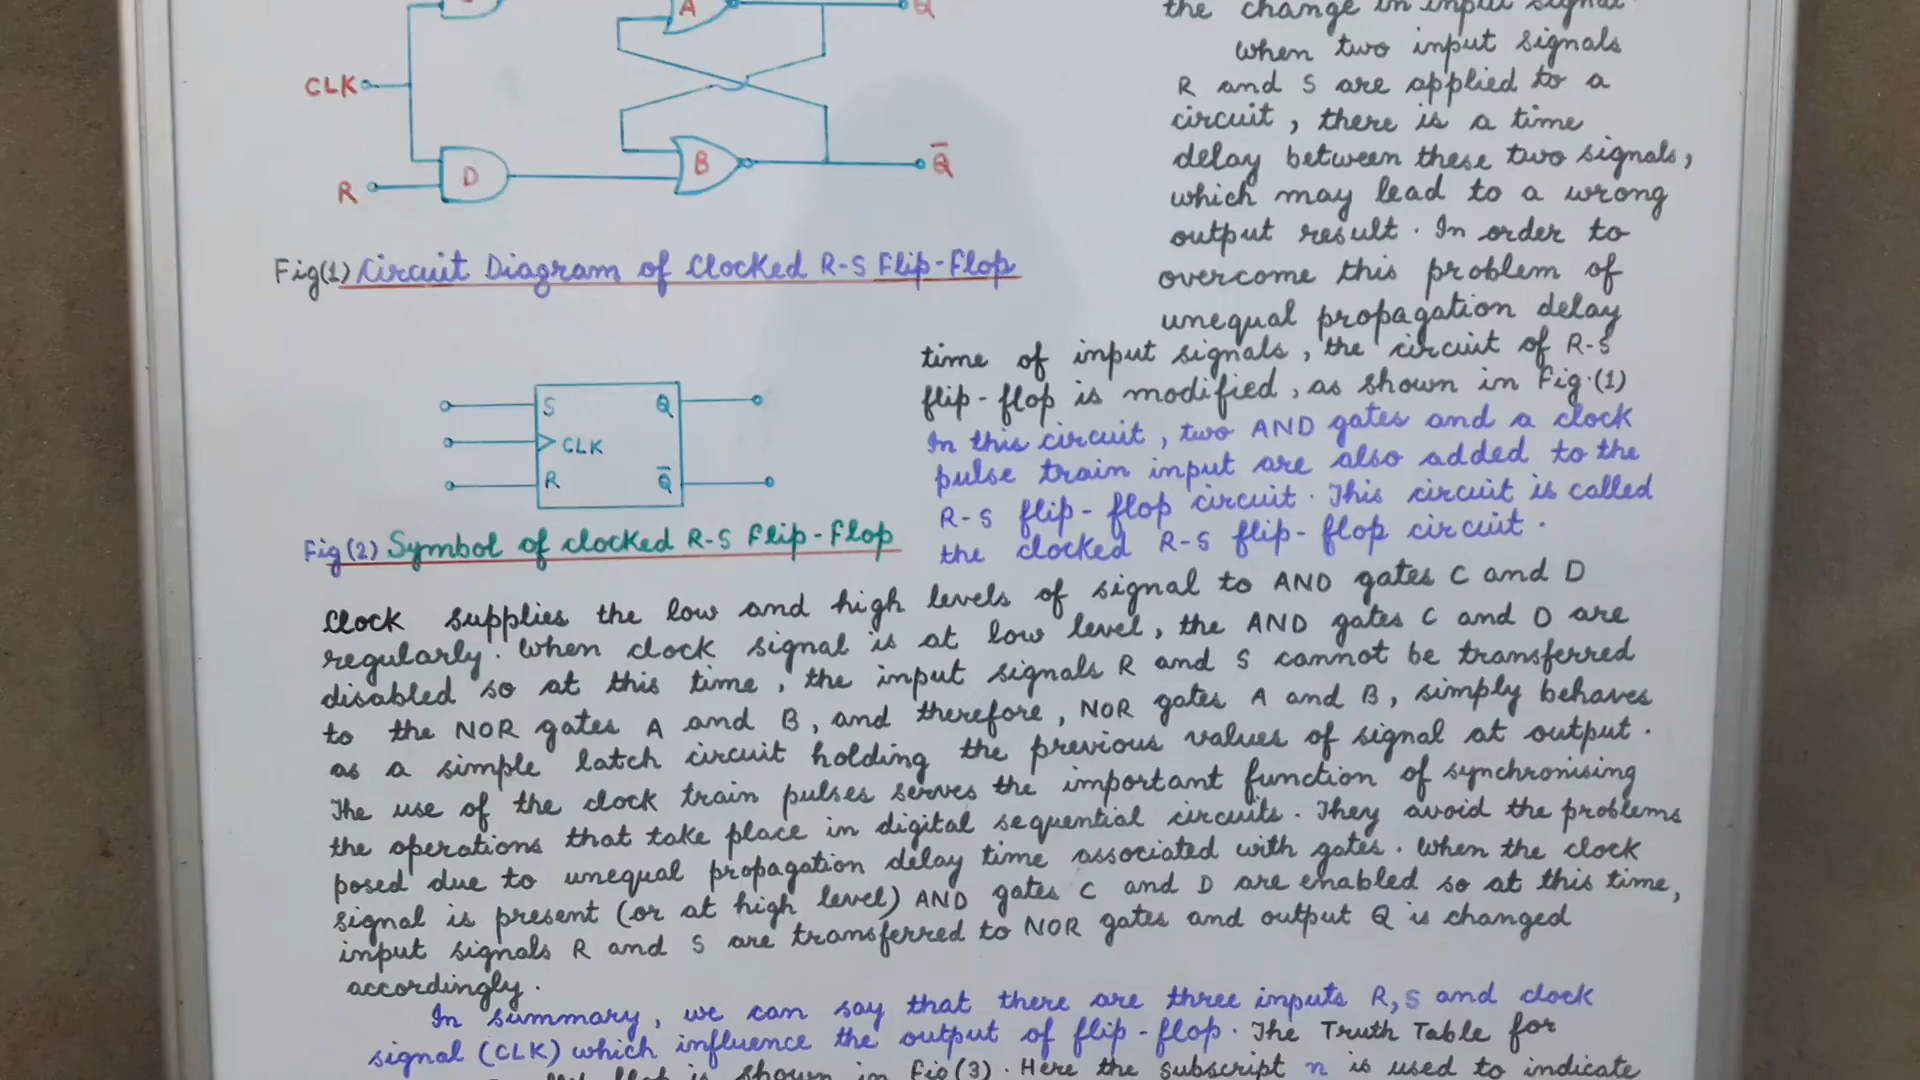 A
Q
the change in input signal
when two input signals
CLK
R and S are applied to a
circuit, there is a time
delay between these two signals,
B
Q̅
R
D
which may lead to a wrong
output result. In order to
Fig(1) Circuit Diagram of Clocked R-S Flip-Flop
overcome this problem of
unequal propagation delay
time of input signals, the circuit of R-S
flip-flop is modified, as shown in Fig.(1)
S
Q
CLK
R
Q̅
In this circuit, two AND gates and a clock
pulse train input are also added to the
R-S flip-flop circuit. This circuit is called
the clocked R-S flip-flop circuit.
Fig(2) Symbol of clocked R-S Flip-Flop
Clock supplies the low and high levels of signal to AND gates C and D
regularly. When clock signal is at low level, the AND gates C and D are
disabled so at this time, the input signals R and S cannot be transferred
to the NOR gates A and B, and therefore, NOR gates A and B, simply behaves
as a simple latch circuit holding the previous values of signal at output.
The use of the clock train pulses serves the important function of synchronising
the operations that take place in digital sequential circuits. They avoid the problems
posed due to unequal propagation delay time associated with gates. When the clock
signal is present (or at high level) AND gates C and D are enabled so at this time,
input signals R and S are transferred to NOR gates and output Q is changed
accordingly.
In summary, we can say that there are three inputs R, S and clock
signal (CLK) which influence the output of flip-flop. The Truth Table for
is shown in Fig(3). Here the subscript n is used to indicate